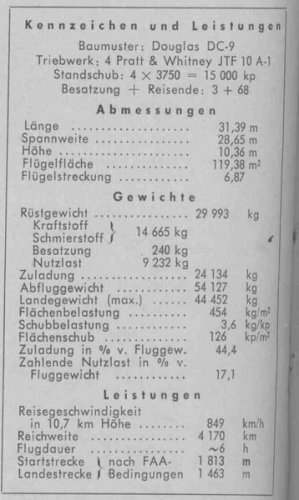 Kennzeichen und Leistungen
Baumuster: Douglas DC-9
Triebwerk: 4 Pratt & Whitney JTF 10 A-1
Standschub: 4 × 3750 = 15 000 kp
Besatzung + Reisende: 3 + 68
Abmessungen
Länge .................. 31,39 m
Spannweite ............. 28,65 m
Höhe ................... 10,36 m
Flügelfläche ........... 119,38 m²
Flügelstreckung ........ 6,87
Gewichte
Rüstgewicht ............ 29 993 kg
Kraftstoff }
Schmierstoff } 14 665 kg
Besatzung 240 kg
Nutzlast 9 232 kg
Zuladung ............... 24 134 kg
Abfluggewicht .......... 54 127 kg
Landegewicht (max.) .... 44 452 kg
Flächenbelastung ....... 454 kg/m²
Schubbelastung ......... 3,6 kg/kp
Flächenschub ........... 126 kp/m²
Zuladung in % v. Fluggew. 44,4
Zahlende Nutzlast in % v.
Fluggewicht ............ 17,1
Leistungen
Reisegeschwindigkeit
in 10,7 km Höhe ........ 849 km/h
Reichweite ............. 4 170 km
Flugdauer .............. ~6 h
Startstrecke } nach FAA- 1 813 m
Landestrecke } Bedingungen 1 463 m